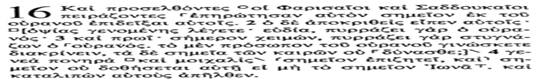 16 Καὶ προσελθόντες ᵒοἱ Φαρισαῖοι καὶ Σαδδουκαῖοι
πειράζοντες ⸀ἐπηρώτησαν αὐτὸν σημεῖον ἐκ τοῦ
οὐρανοῦ ἐπιδεῖξαι αὐτοῖς. 2 ὁ δὲ ἀποκριθεὶς εἶπεν αὐτοῖς·
⸋[ὀψίας γενομένης λέγετε· εὐδία, πυρράζει γὰρ ὁ οὐρα-
νός· 3 καὶ πρωΐ· σήμερον χειμών, πυρράζει γὰρ στυγνά-
ζων ὁ ⸀οὐρανός. ⸆ τὸ μὲν πρόσωπον τοῦ οὐρανοῦ γινώσκετε
διακρίνειν, τὰ δὲ σημεῖα τῶν καιρῶν οὐ ⸀δύνασθε;]⸌ 4 γε-
νεὰ πονηρὰ ⸋καὶ μοιχαλὶς⸌ ⸀σημεῖον ἐπιζητεῖ, καὶ⸃ ση-
μεῖον οὐ δοθήσεται αὐτῇ εἰ μὴ τὸ σημεῖον Ἰωνᾶ⸆. καὶ
καταλιπὼν αὐτοὺς ἀπῆλθεν.